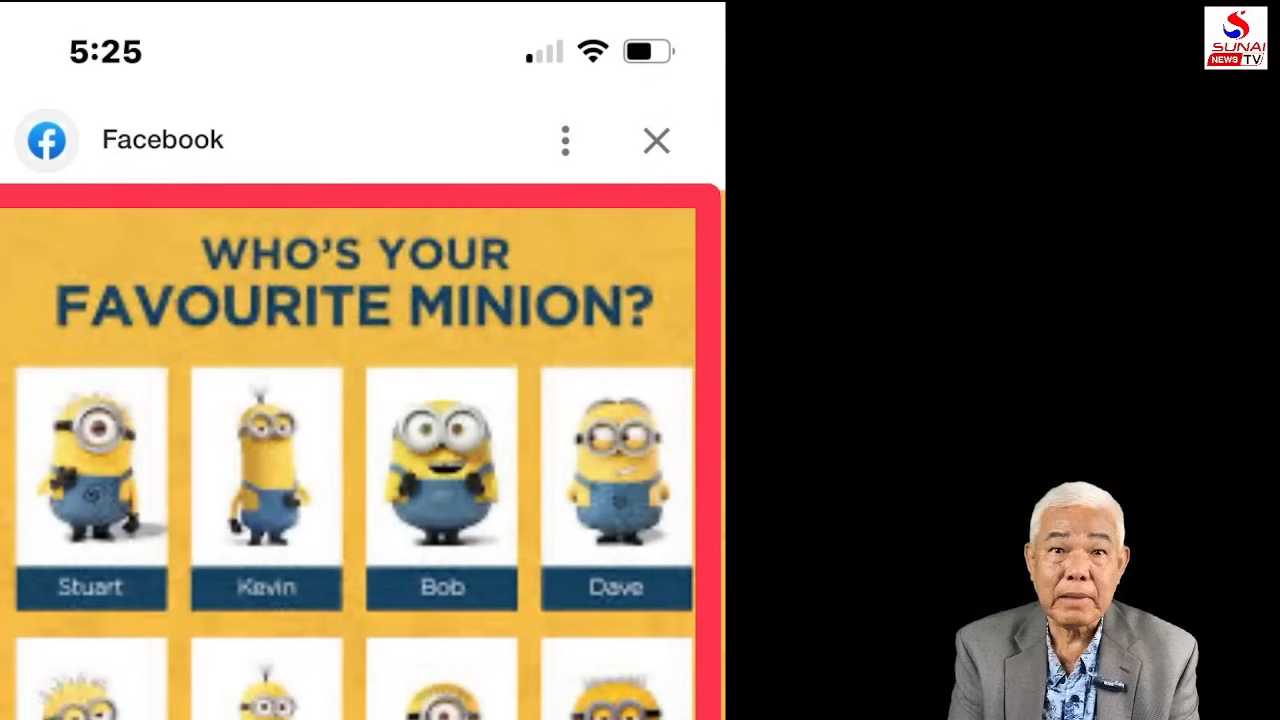 5:25
SUNAI
NEWS TV
Facebook
WHO'S YOUR
FAVOURITE MINION?
Stuart
Kevin
Bob
Dave